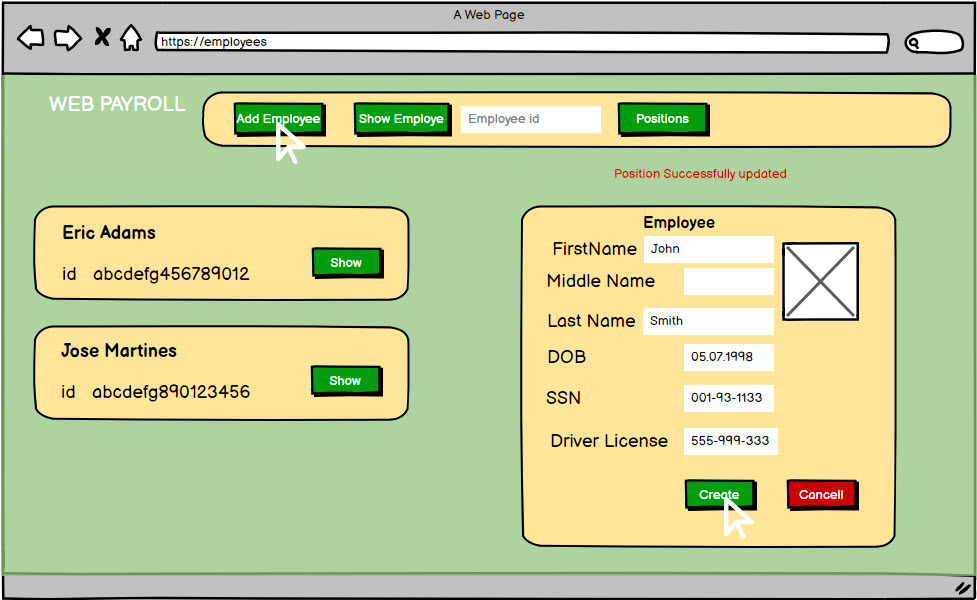 A Web Page
https://employees
WEB PAYROLL
Add Employee
Show Employe
Employee id
Positions
Position Successfully updated
Eric Adams
id abcdefg456789012
Show
Jose Martines
id abcdefg890123456
Show
Employee
FirstName John
Middle Name
Last Name Smith
DOB 05.07.1998
SSN 001-93-1133
Driver License 555-999-333
Create
Cancell